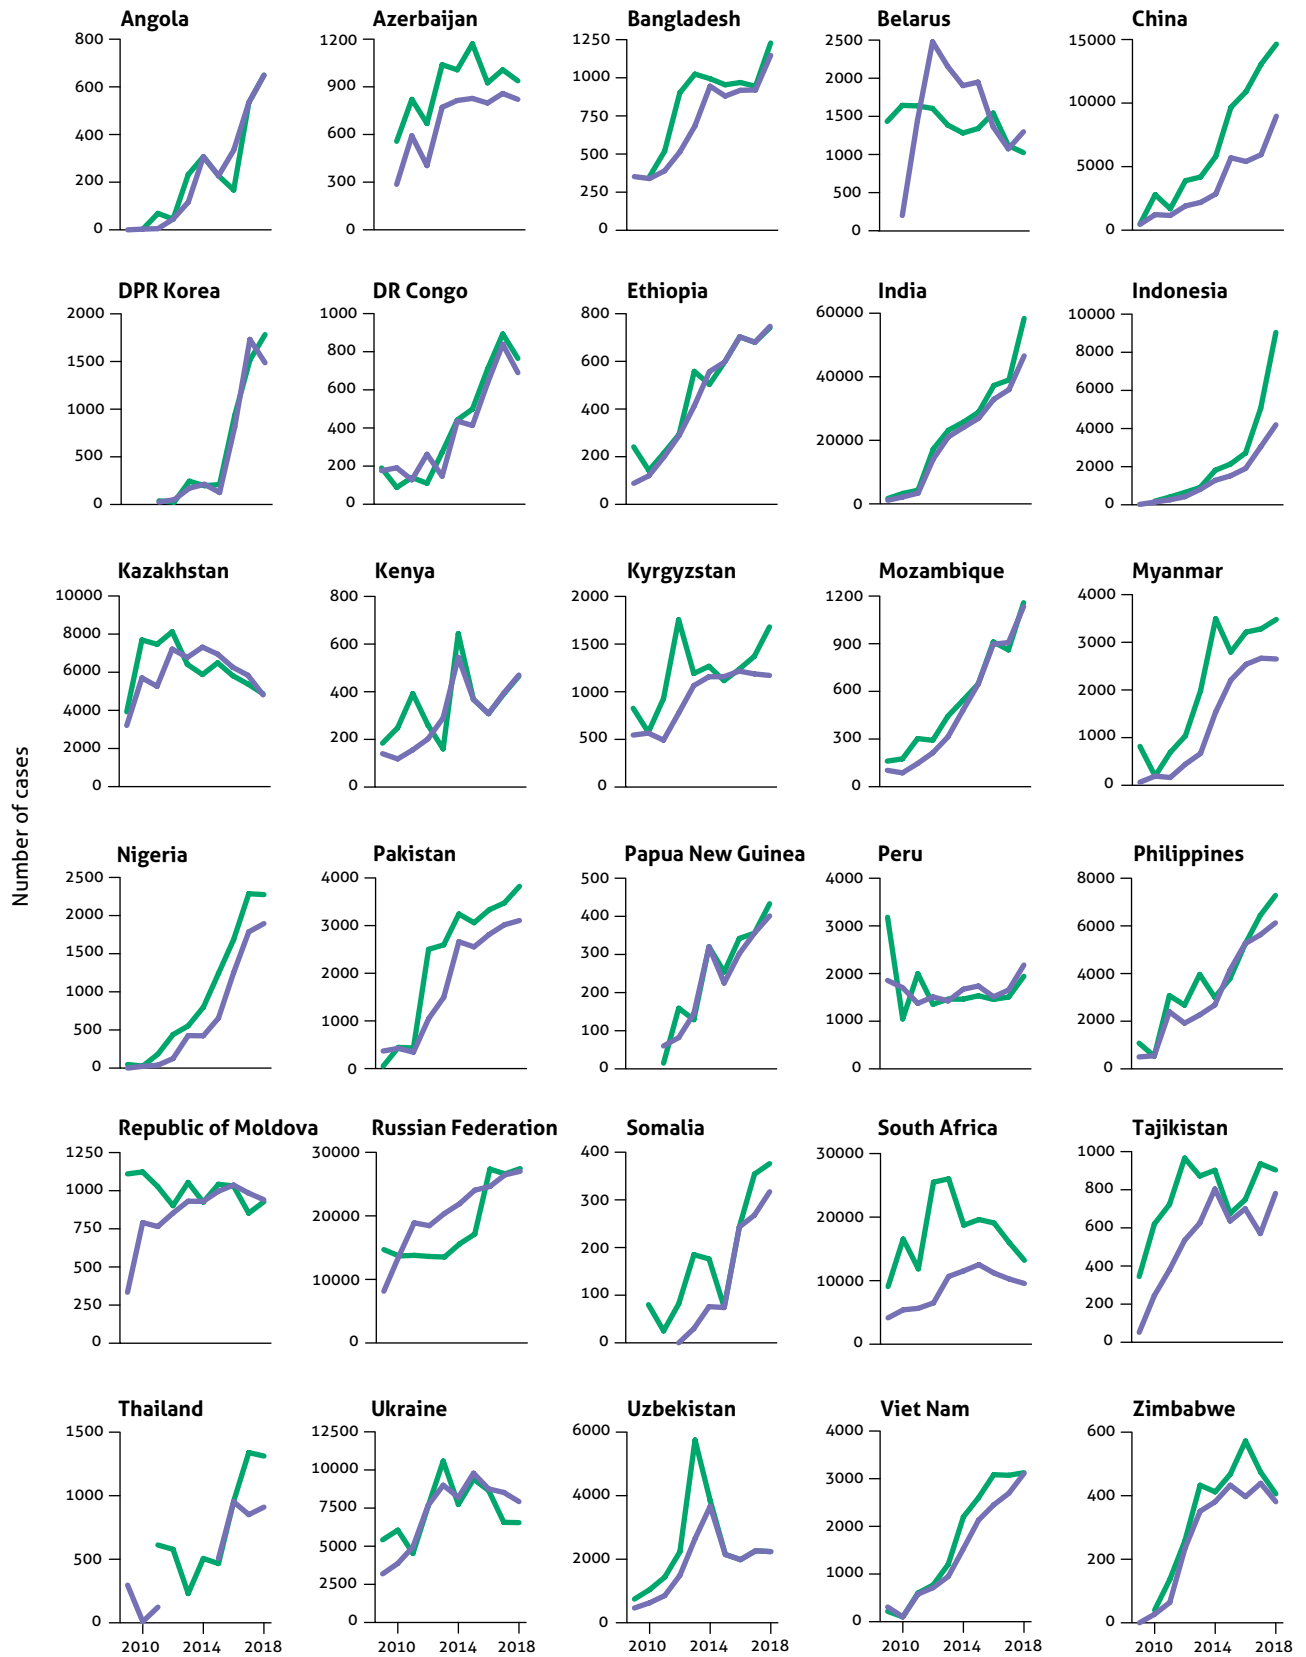 Number of cases
Angola Azerbaijan Bangladesh Belarus China
800 1200 1250 2500 15000
600 900 1000 2000 10000
400 600 750 1500 5000
200 300 500 1000 0
0 0 250 500
0 0
DPR Korea DR Congo Ethiopia India Indonesia
2000 1000 800 60000 10000
1500 800 600 40000 8000
1000 600 400 20000 6000
500 400 200 0 4000
0 200 0 2000
0 0
Kazakhstan Kenya Kyrgyzstan Mozambique Myanmar
10000 800 2000 1200 4000
8000 600 1500 900 3000
6000 400 1000 600 2000
4000 200 500 300 1000
2000 0 0 0 0
0
Nigeria Pakistan Papua New Guinea Peru Philippines
2500 4000 500 4000 8000
2000 3000 400 3000 6000
1500 2000 300 2000 4000
1000 1000 200 1000 2000
500 0 100 0 0
0 0
Republic of Moldova Russian Federation Somalia South Africa Tajikistan
1250 30000 400 30000 1000
1000 20000 300 20000 800
750 10000 200 10000 600
500 0 100 0 400
250 0 200
0 0
Thailand Ukraine Uzbekistan Viet Nam Zimbabwe
1500 12500 6000 4000 600
1000 10000 4000 3000 400
500 7500 2000 2000 200
0 5000 0 1000 0
2500 0
0
2010 2014 2018 2010 2014 2018 2010 2014 2018 2010 2014 2018 2010 2014 2018